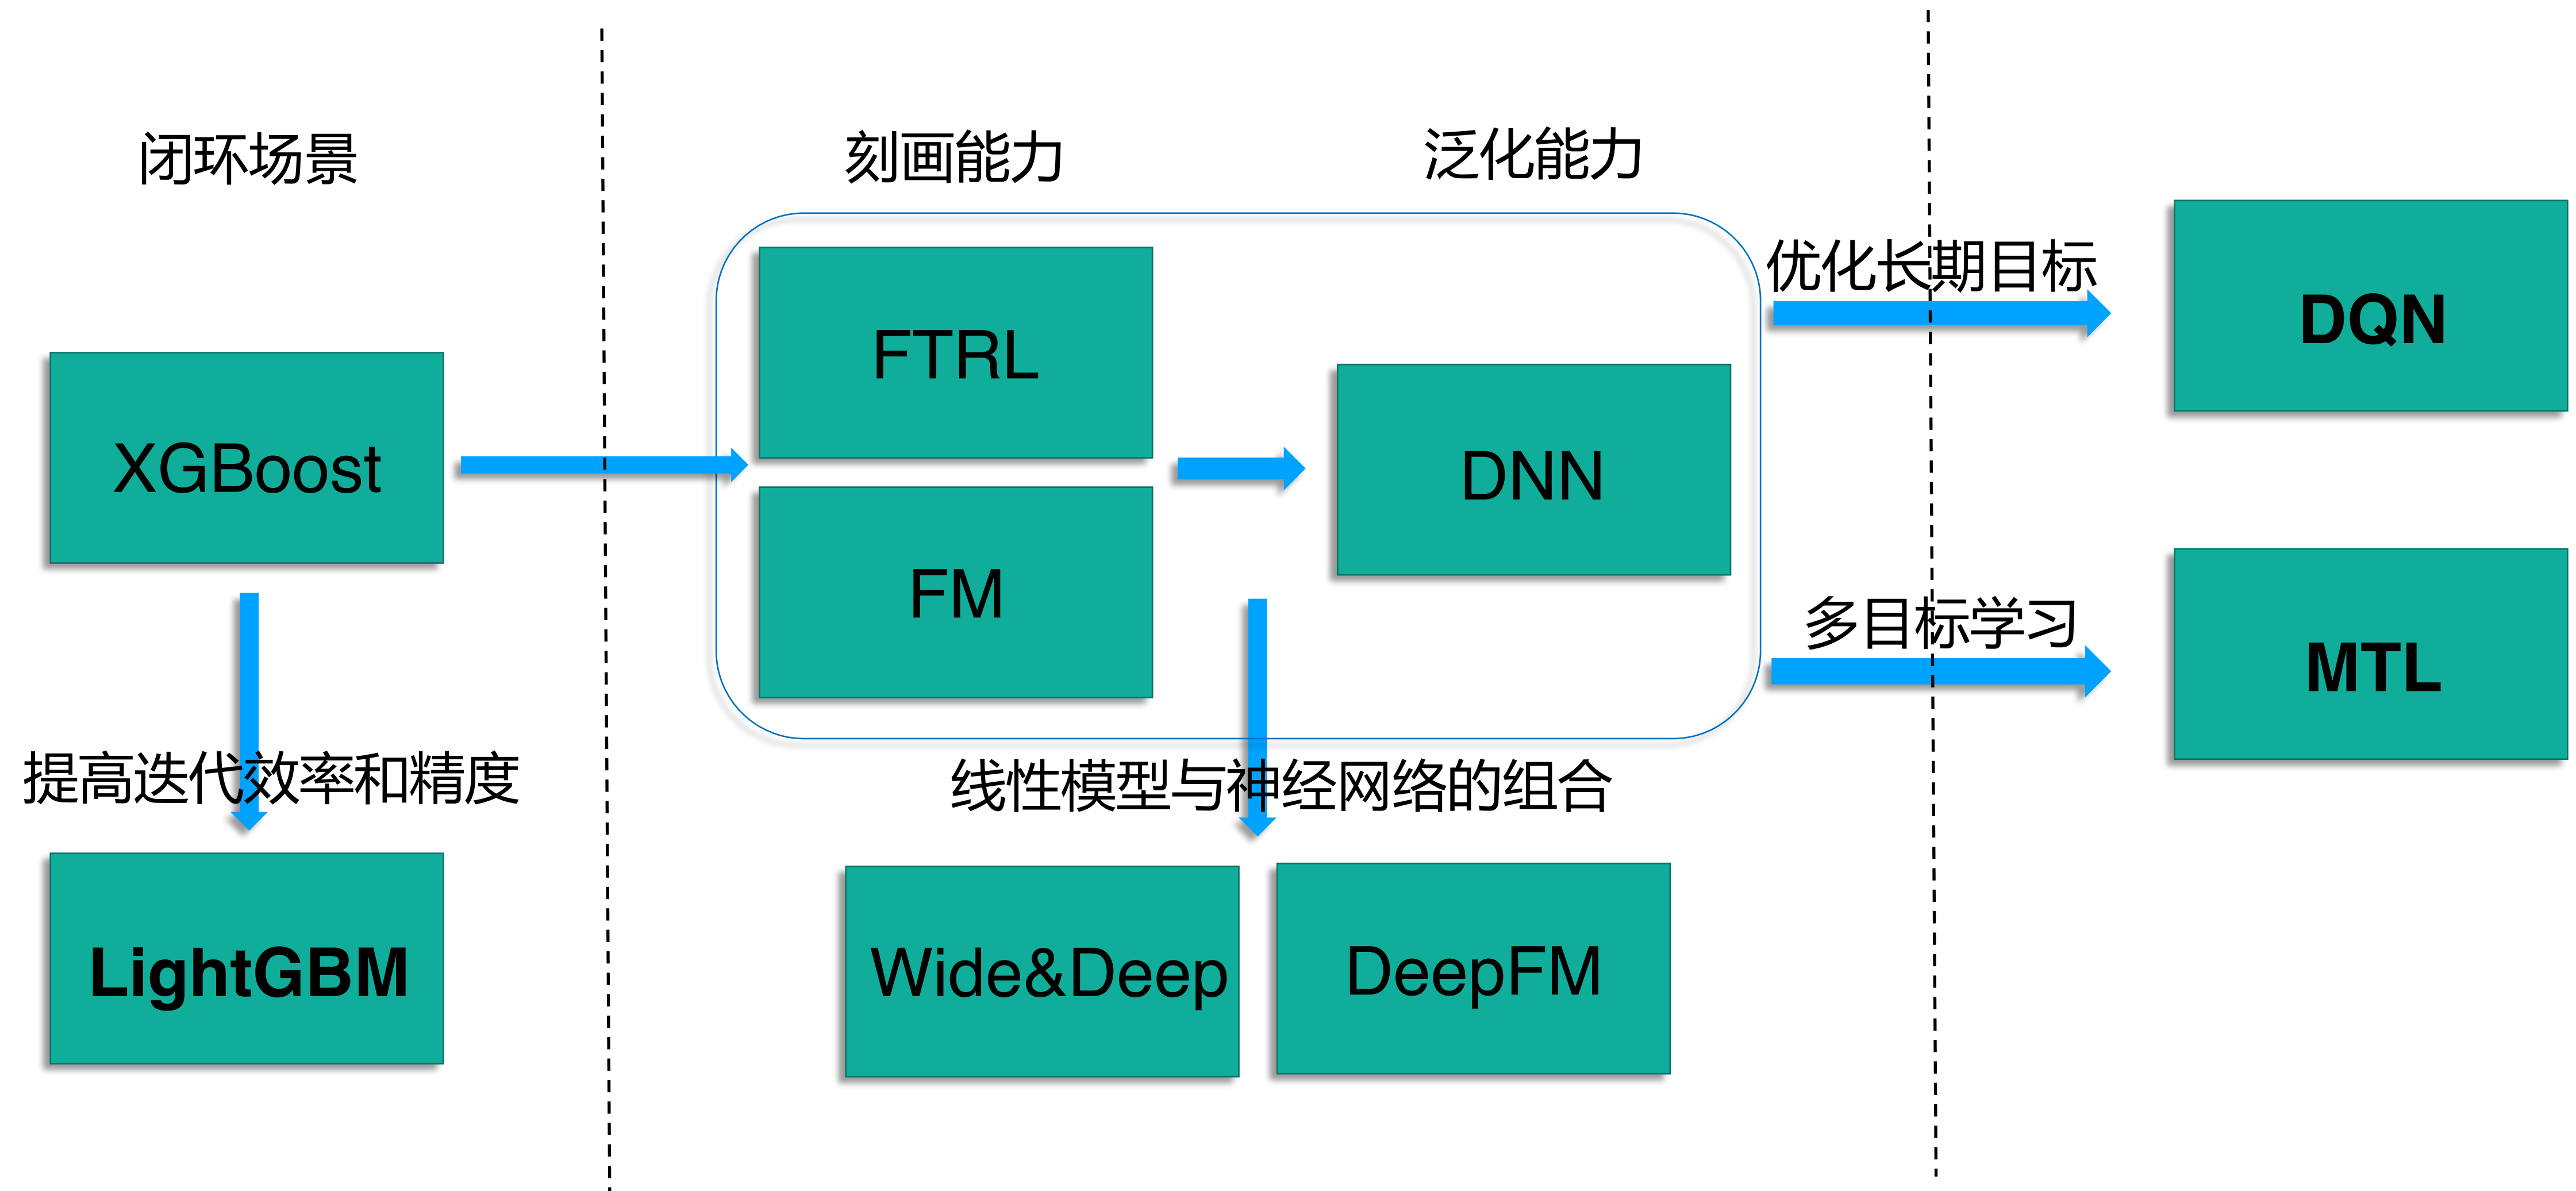 闭环场景
刻画能力
泛化能力
优化长期目标
DQN
FTRL
XGBoost
DNN
FM
多目标学习
MTL
提高迭代效率和精度
线性模型与神经网络的组合
LightGBM
Wide&Deep
DeepFM